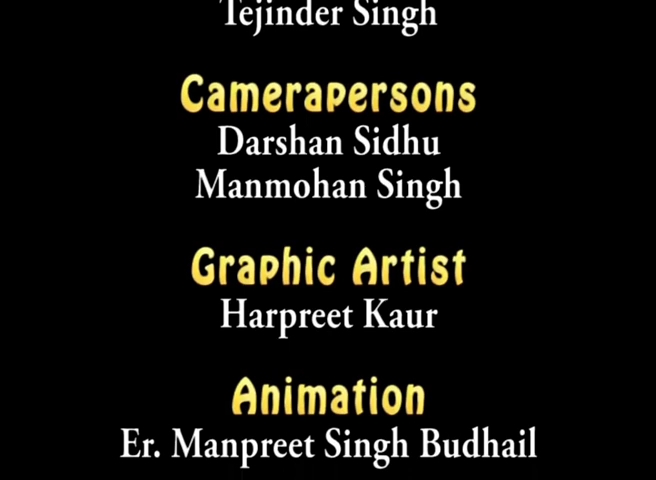 Tejinder Singh
Camerapersons
Darshan Sidhu
Manmohan Singh
Graphic Artist
Harpreet Kaur
Animation
Er. Manpreet Singh Budhail